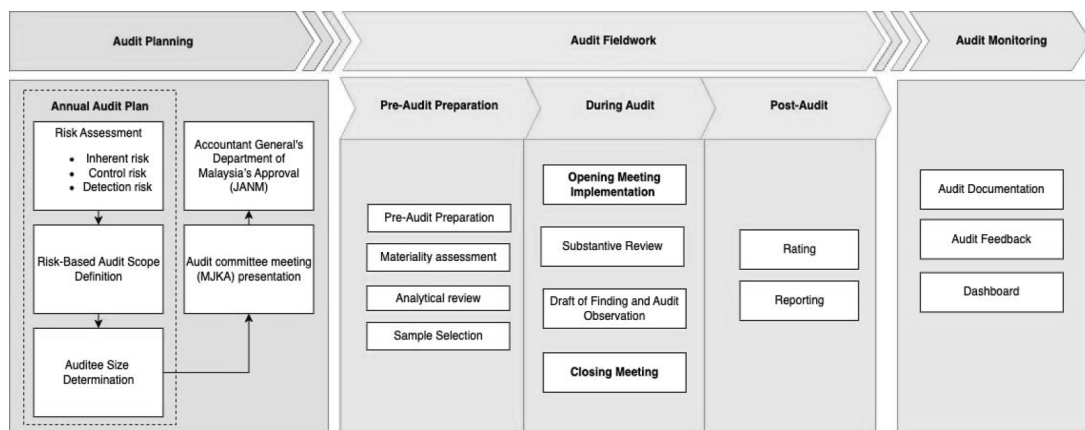 Audit Planning
Audit Fieldwork
Audit Monitoring
Annual Audit Plan
Risk Assessment
• Inherent risk
• Control risk
• Detection risk
Risk-Based Audit Scope
Definition
Auditee Size
Determination
Accountant General's
Department of
Malaysia's Approval
(JANM)
Audit committee meeting
(MJKA) presentation
Pre-Audit Preparation
Pre-Audit Preparation
Materiality assessment
Analytical review
Sample Selection
During Audit
Opening Meeting
Implementation
Substantive Review
Draft of Finding and Audit
Observation
Closing Meeting
Post-Audit
Rating
Reporting
Audit Documentation
Audit Feedback
Dashboard